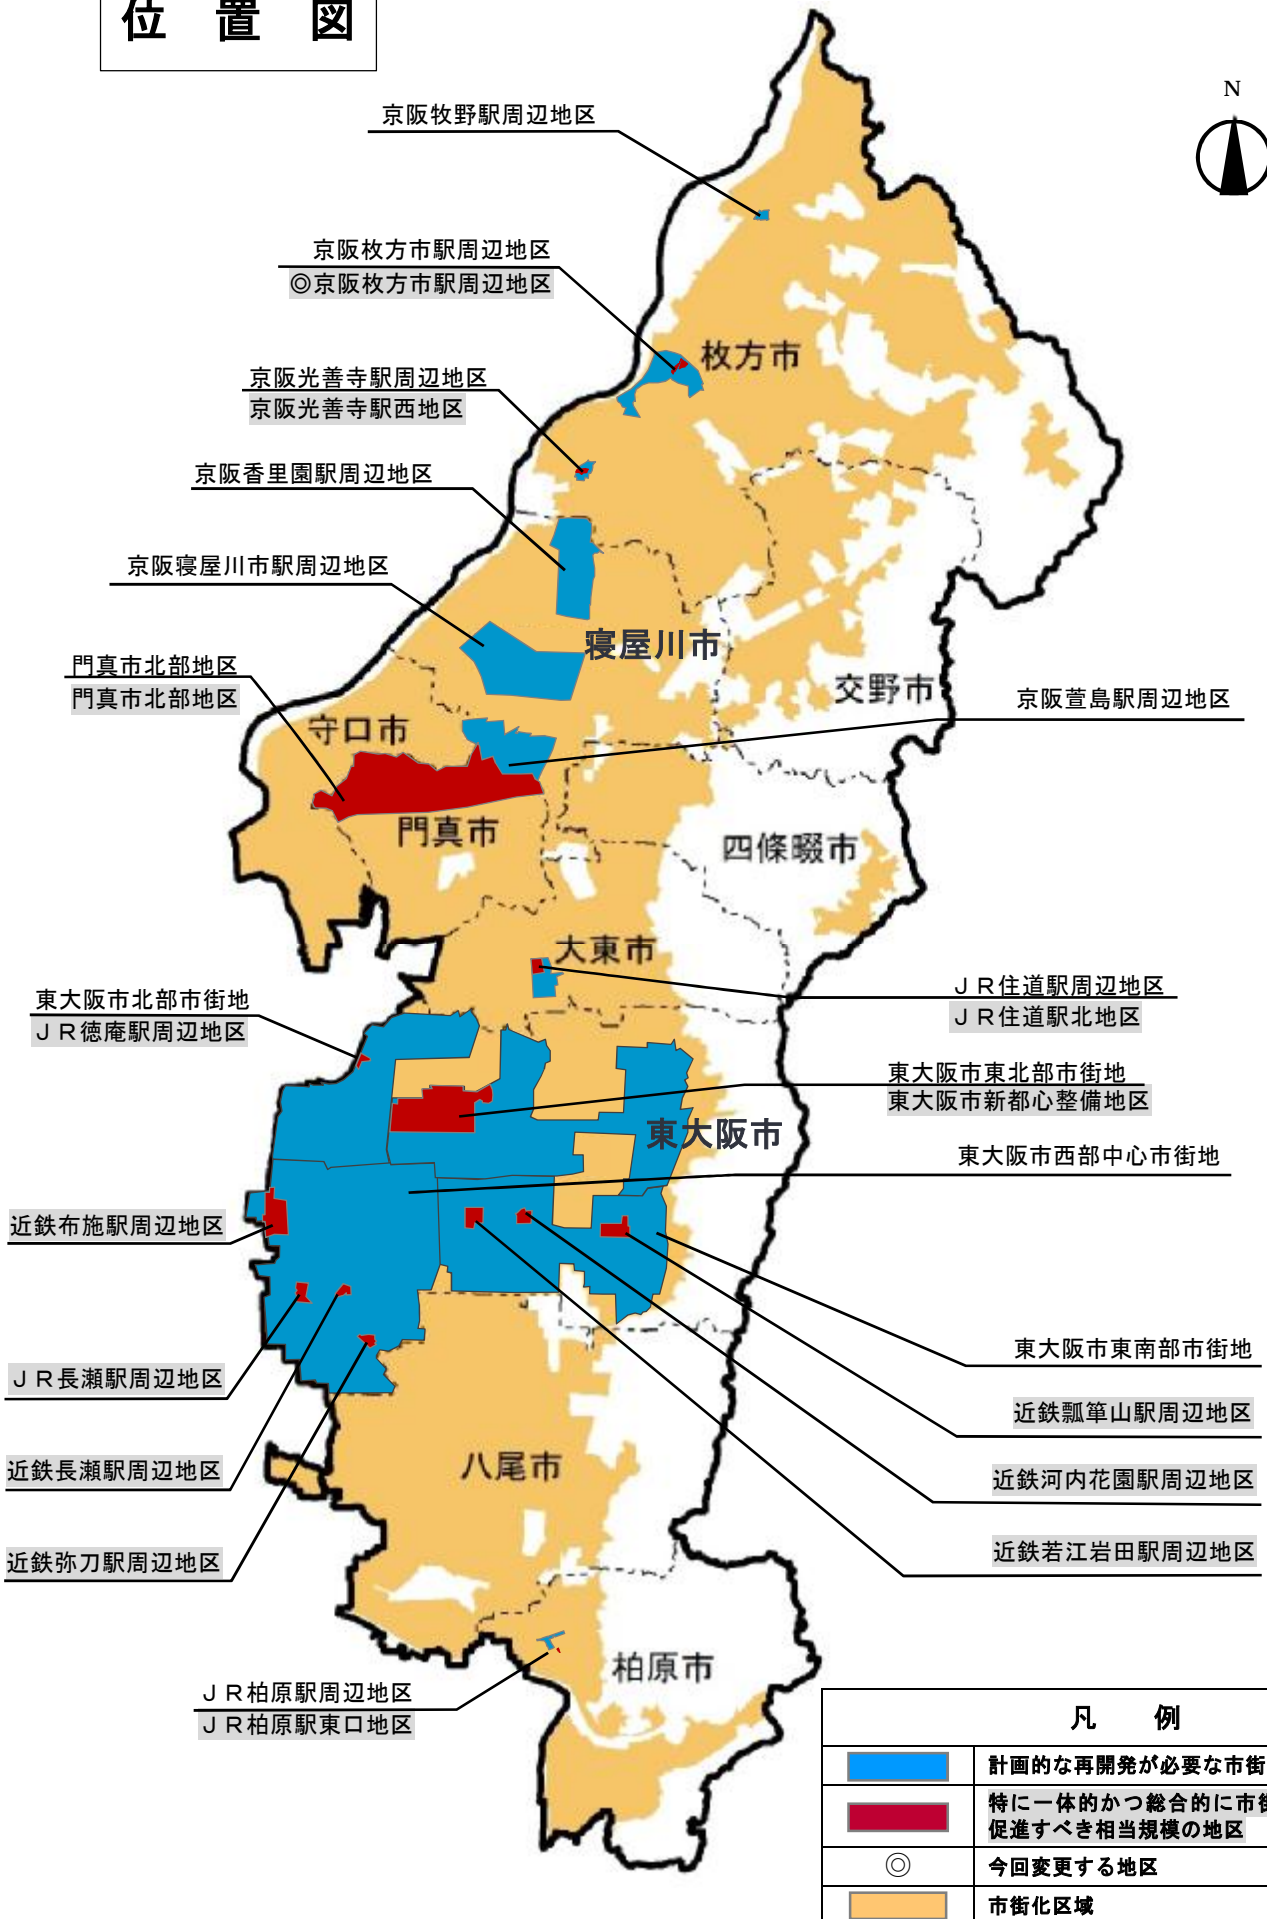 位 置 図
N
京阪牧野駅周辺地区
京阪枚方市駅周辺地区
◎京阪枚方市駅周辺地区
枚方市
京阪光善寺駅周辺地区
京阪光善寺駅西地区
京阪香里園駅周辺地区
京阪寝屋川市駅周辺地区
寝屋川市
門真市北部地区
門真市北部地区
交野市
京阪萱島駅周辺地区
守口市
門真市
四條畷市
大東市
ＪＲ住道駅周辺地区
ＪＲ住道駅北地区
東大阪市北部市街地
ＪＲ徳庵駅周辺地区
東大阪市東北部市街地
東大阪市新都心整備地区
東大阪市
東大阪市西部中心市街地
近鉄布施駅周辺地区
東大阪市東南部市街地
ＪＲ長瀬駅周辺地区
近鉄瓢箪山駅周辺地区
近鉄長瀬駅周辺地区
八尾市
近鉄河内花園駅周辺地区
近鉄弥刀駅周辺地区
近鉄若江岩田駅周辺地区
柏原市
ＪＲ柏原駅周辺地区
ＪＲ柏原駅東口地区
凡 例
計画的な再開発が必要な市街
特に一体的かつ総合的に市街
促進すべき相当規模の地区
◎ 今回変更する地区
市街化区域